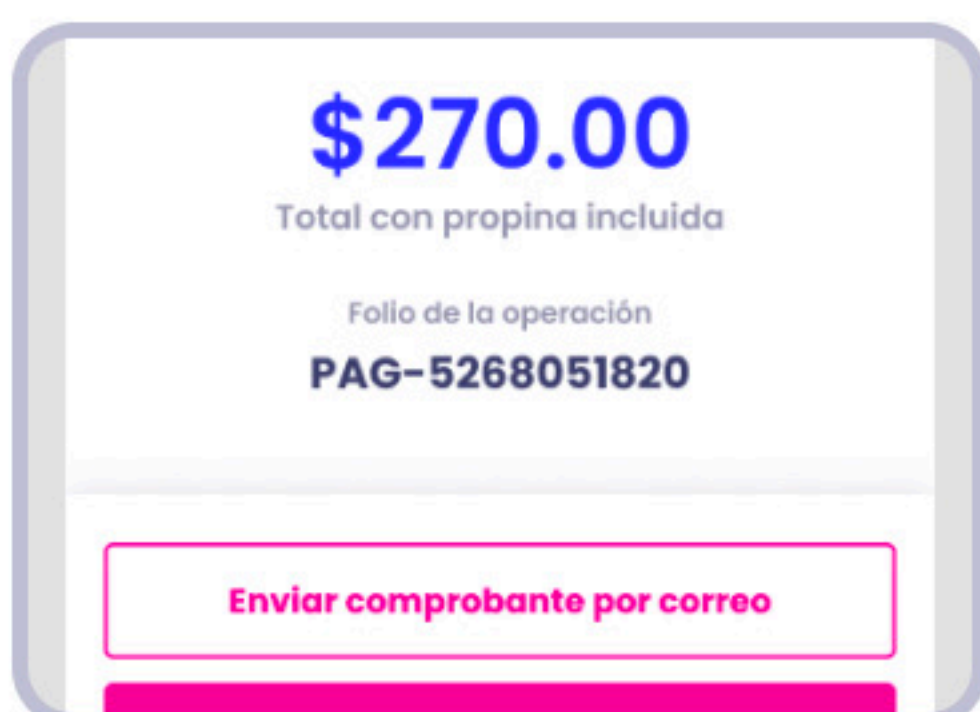 $270.00
Total con propina incluida
Folio de la operación
PAG-5268051820
Enviar comprobante por correo